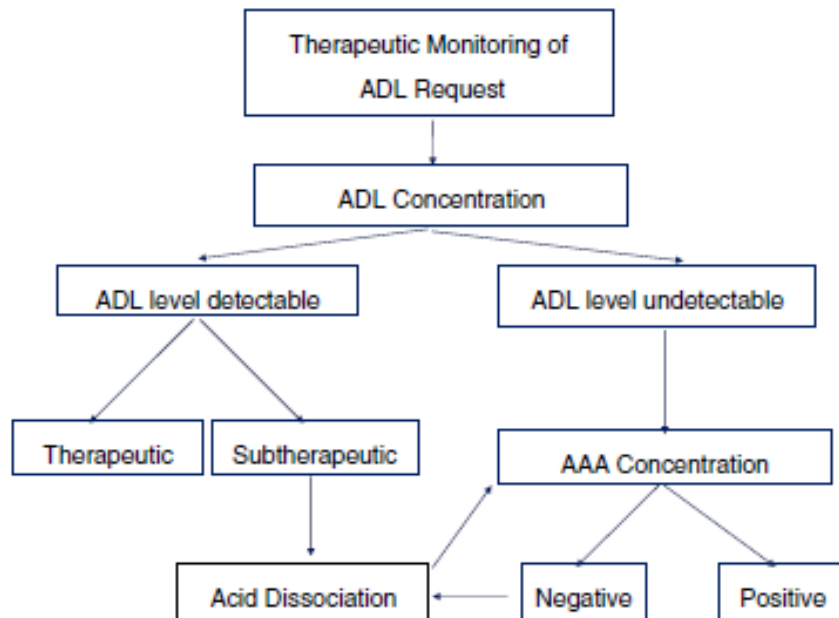 Therapeutic Monitoring of
ADL Request
ADL Concentration
ADL level detectable
ADL level undetectable
Therapeutic
Subtherapeutic
AAA Concentration
Acid Dissociation
Negative
Positive